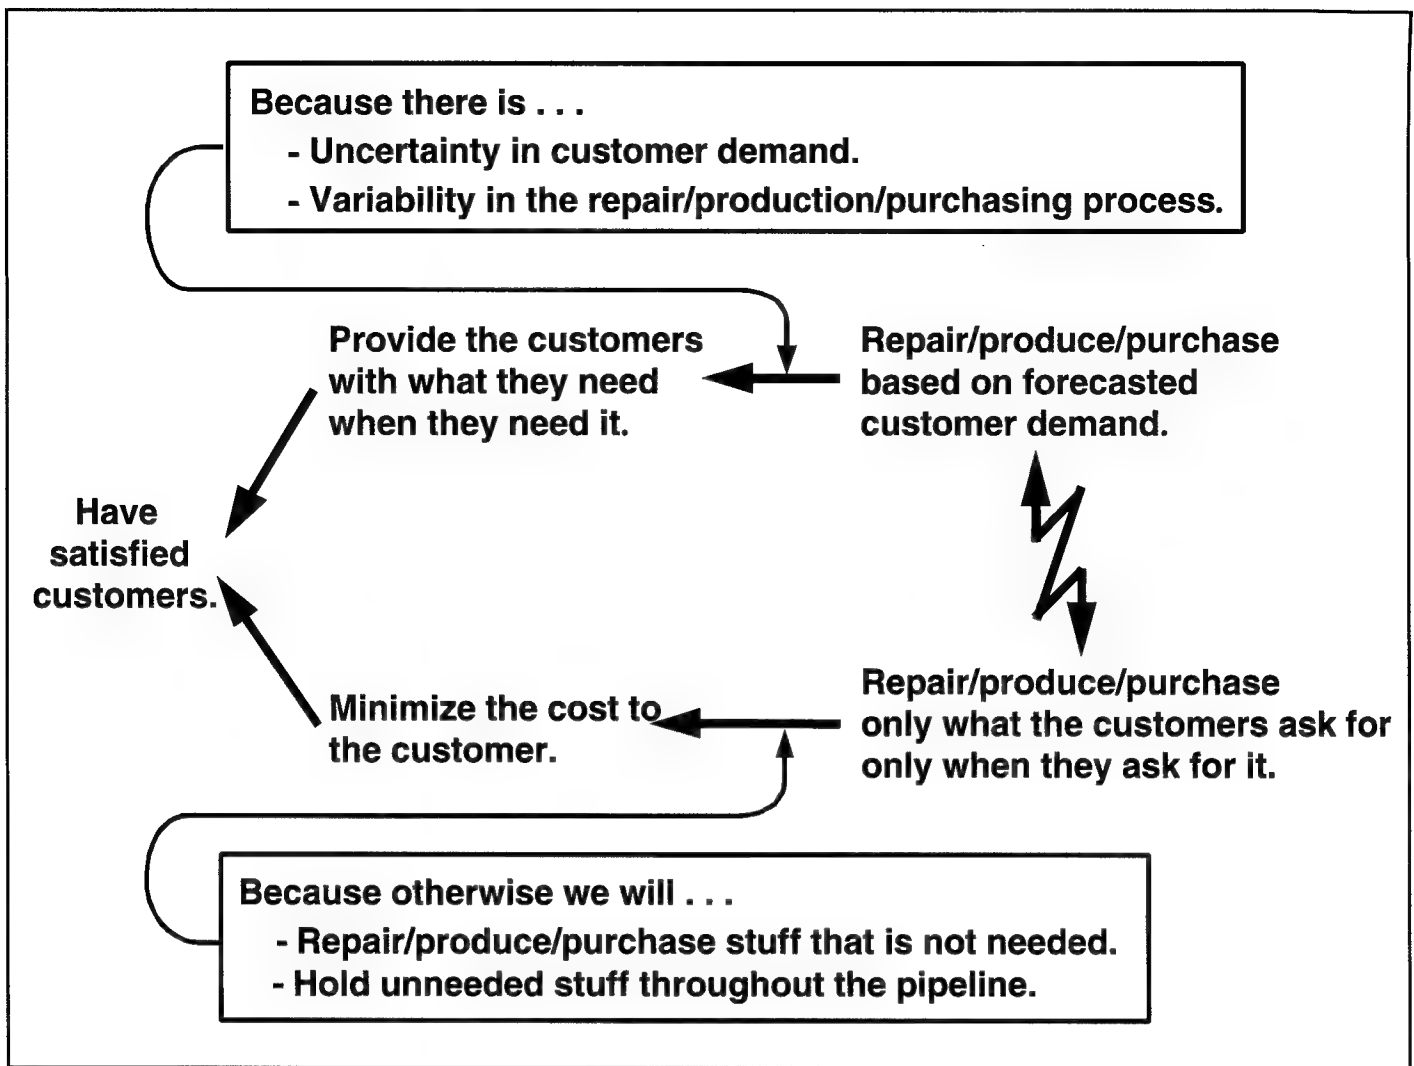 Because there is . . .
- Uncertainty in customer demand.
- Variability in the repair/production/purchasing process.
Provide the customers
with what they need
when they need it.
Repair/produce/purchase
based on forecasted
customer demand.
Have
satisfied
customers.
Minimize the cost to
the customer.
Repair/produce/purchase
only what the customers ask for
only when they ask for it.
Because otherwise we will . . .
- Repair/produce/purchase stuff that is not needed.
- Hold unneeded stuff throughout the pipeline.